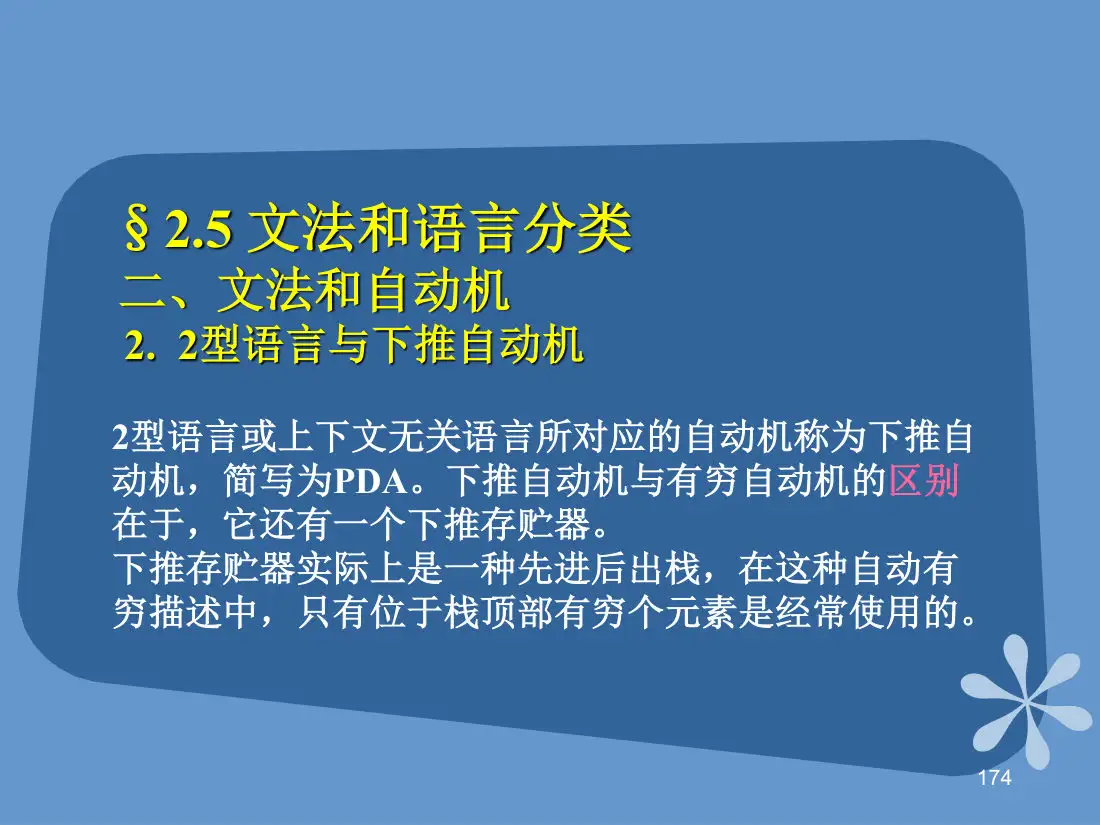 §2.5 文法和语言分类
二、文法和自动机
2. 2型语言与下推自动机
2型语言或上下文无关语言所对应的自动机称为下推自
动机，简写为PDA。下推自动机与有穷自动机的区别
在于，它还有一个下推存贮器。
下推存贮器实际上是一种先进后出栈，在这种自动有
穷描述中，只有位于栈顶部有穷个元素是经常使用的。
174